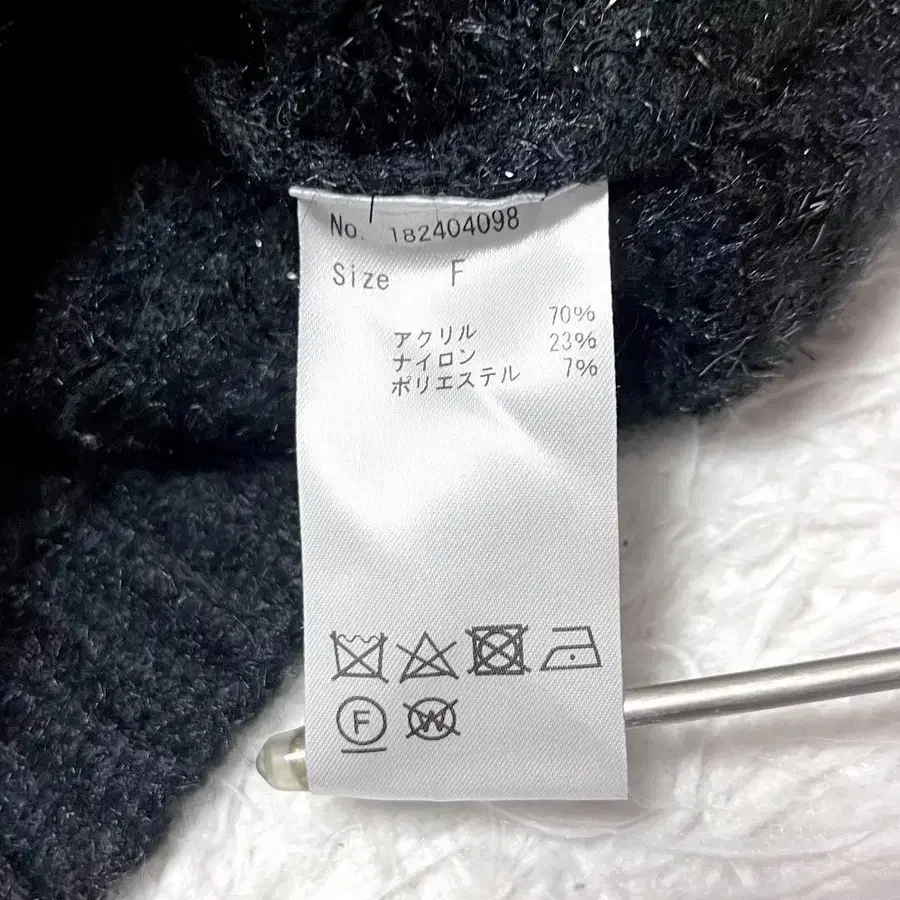 No. 182404098
Size F
アクリル 70%
ナイロン 23%
ポリエステル 7%
F W